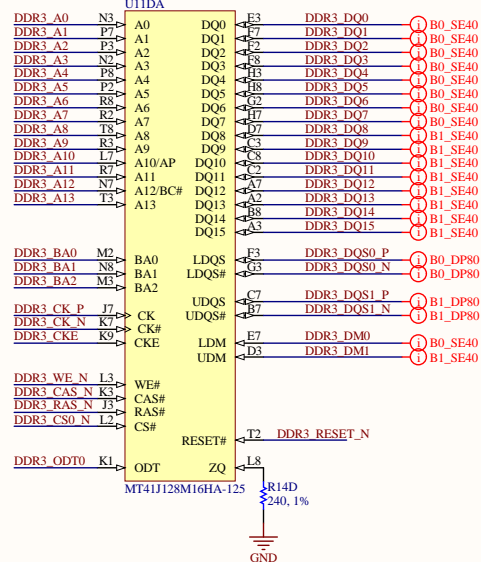 U11DA
DDR3_A0 N3 A0 DQ0 E3 DDR3_DQ0 i B0_SE40
DDR3_A1 P7 A1 DQ1 F7 DDR3_DQ1 i B0_SE40
DDR3_A2 P3 A2 DQ2 F2 DDR3_DQ2 i B0_SE40
DDR3_A3 N2 A3 DQ3 F8 DDR3_DQ3 i B0_SE40
DDR3_A4 P8 A4 DQ4 H3 DDR3_DQ4 i B0_SE40
DDR3_A5 P2 A5 DQ5 H8 DDR3_DQ5 i B0_SE40
DDR3_A6 R8 A6 DQ6 G2 DDR3_DQ6 i B0_SE40
DDR3_A7 R2 A7 DQ7 H7 DDR3_DQ7 i B0_SE40
DDR3_A8 T8 A8 DQ8 D7 DDR3_DQ8 i B1_SE40
DDR3_A9 R3 A9 DQ9 C3 DDR3_DQ9 i B1_SE40
DDR3_A10 L7 A10/AP DQ10 C8 DDR3_DQ10 i B1_SE40
DDR3_A11 R7 A11 DQ11 C2 DDR3_DQ11 i B1_SE40
DDR3_A12 N7 A12/BC# DQ12 A7 DDR3_DQ12 i B1_SE40
DDR3_A13 T3 A13 DQ13 A2 DDR3_DQ13 i B1_SE40
DQ14 B8 DDR3_DQ14 i B1_SE40
DQ15 A3 DDR3_DQ15 i B1_SE40
DDR3_BA0 M2 BA0 LDQS F3 DDR3_DQS0_P i B0_DP80
DDR3_BA1 N8 BA1 LDQS# G3 DDR3_DQS0_N i B0_DP80
DDR3_BA2 M3 BA2
UDQS C7 DDR3_DQS1_P i B1_DP80
DDR3_CK_P J7 CK UDQS# B7 DDR3_DQS1_N i B1_DP80
DDR3_CK_N K7 CK#
DDR3_CKE K9 CKE LDM E7 DDR3_DM0 i B0_SE40
UDM D3 DDR3_DM1 i B1_SE40
DDR3_WE_N L3 WE#
DDR3_CAS_N K3 CAS#
DDR3_RAS_N J3 RAS#
DDR3_CS0_N L2 CS#
RESET# T2 DDR3_RESET_N
DDR3_ODT0 K1 ODT ZQ L8
MT41J128M16HA-125 R14D
240, 1%
GND